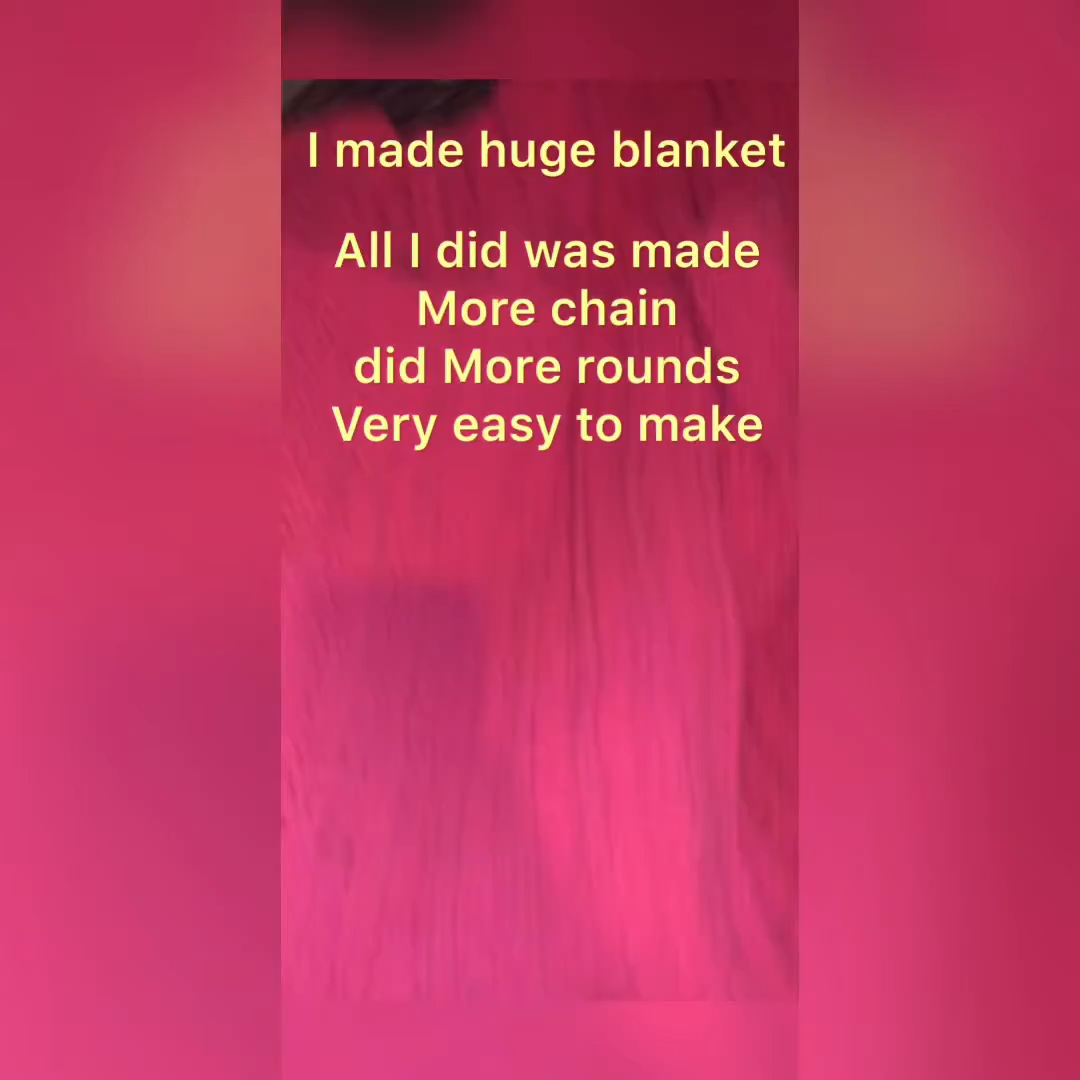 I made huge blanket
All I did was made
More chain
did More rounds
Very easy to make